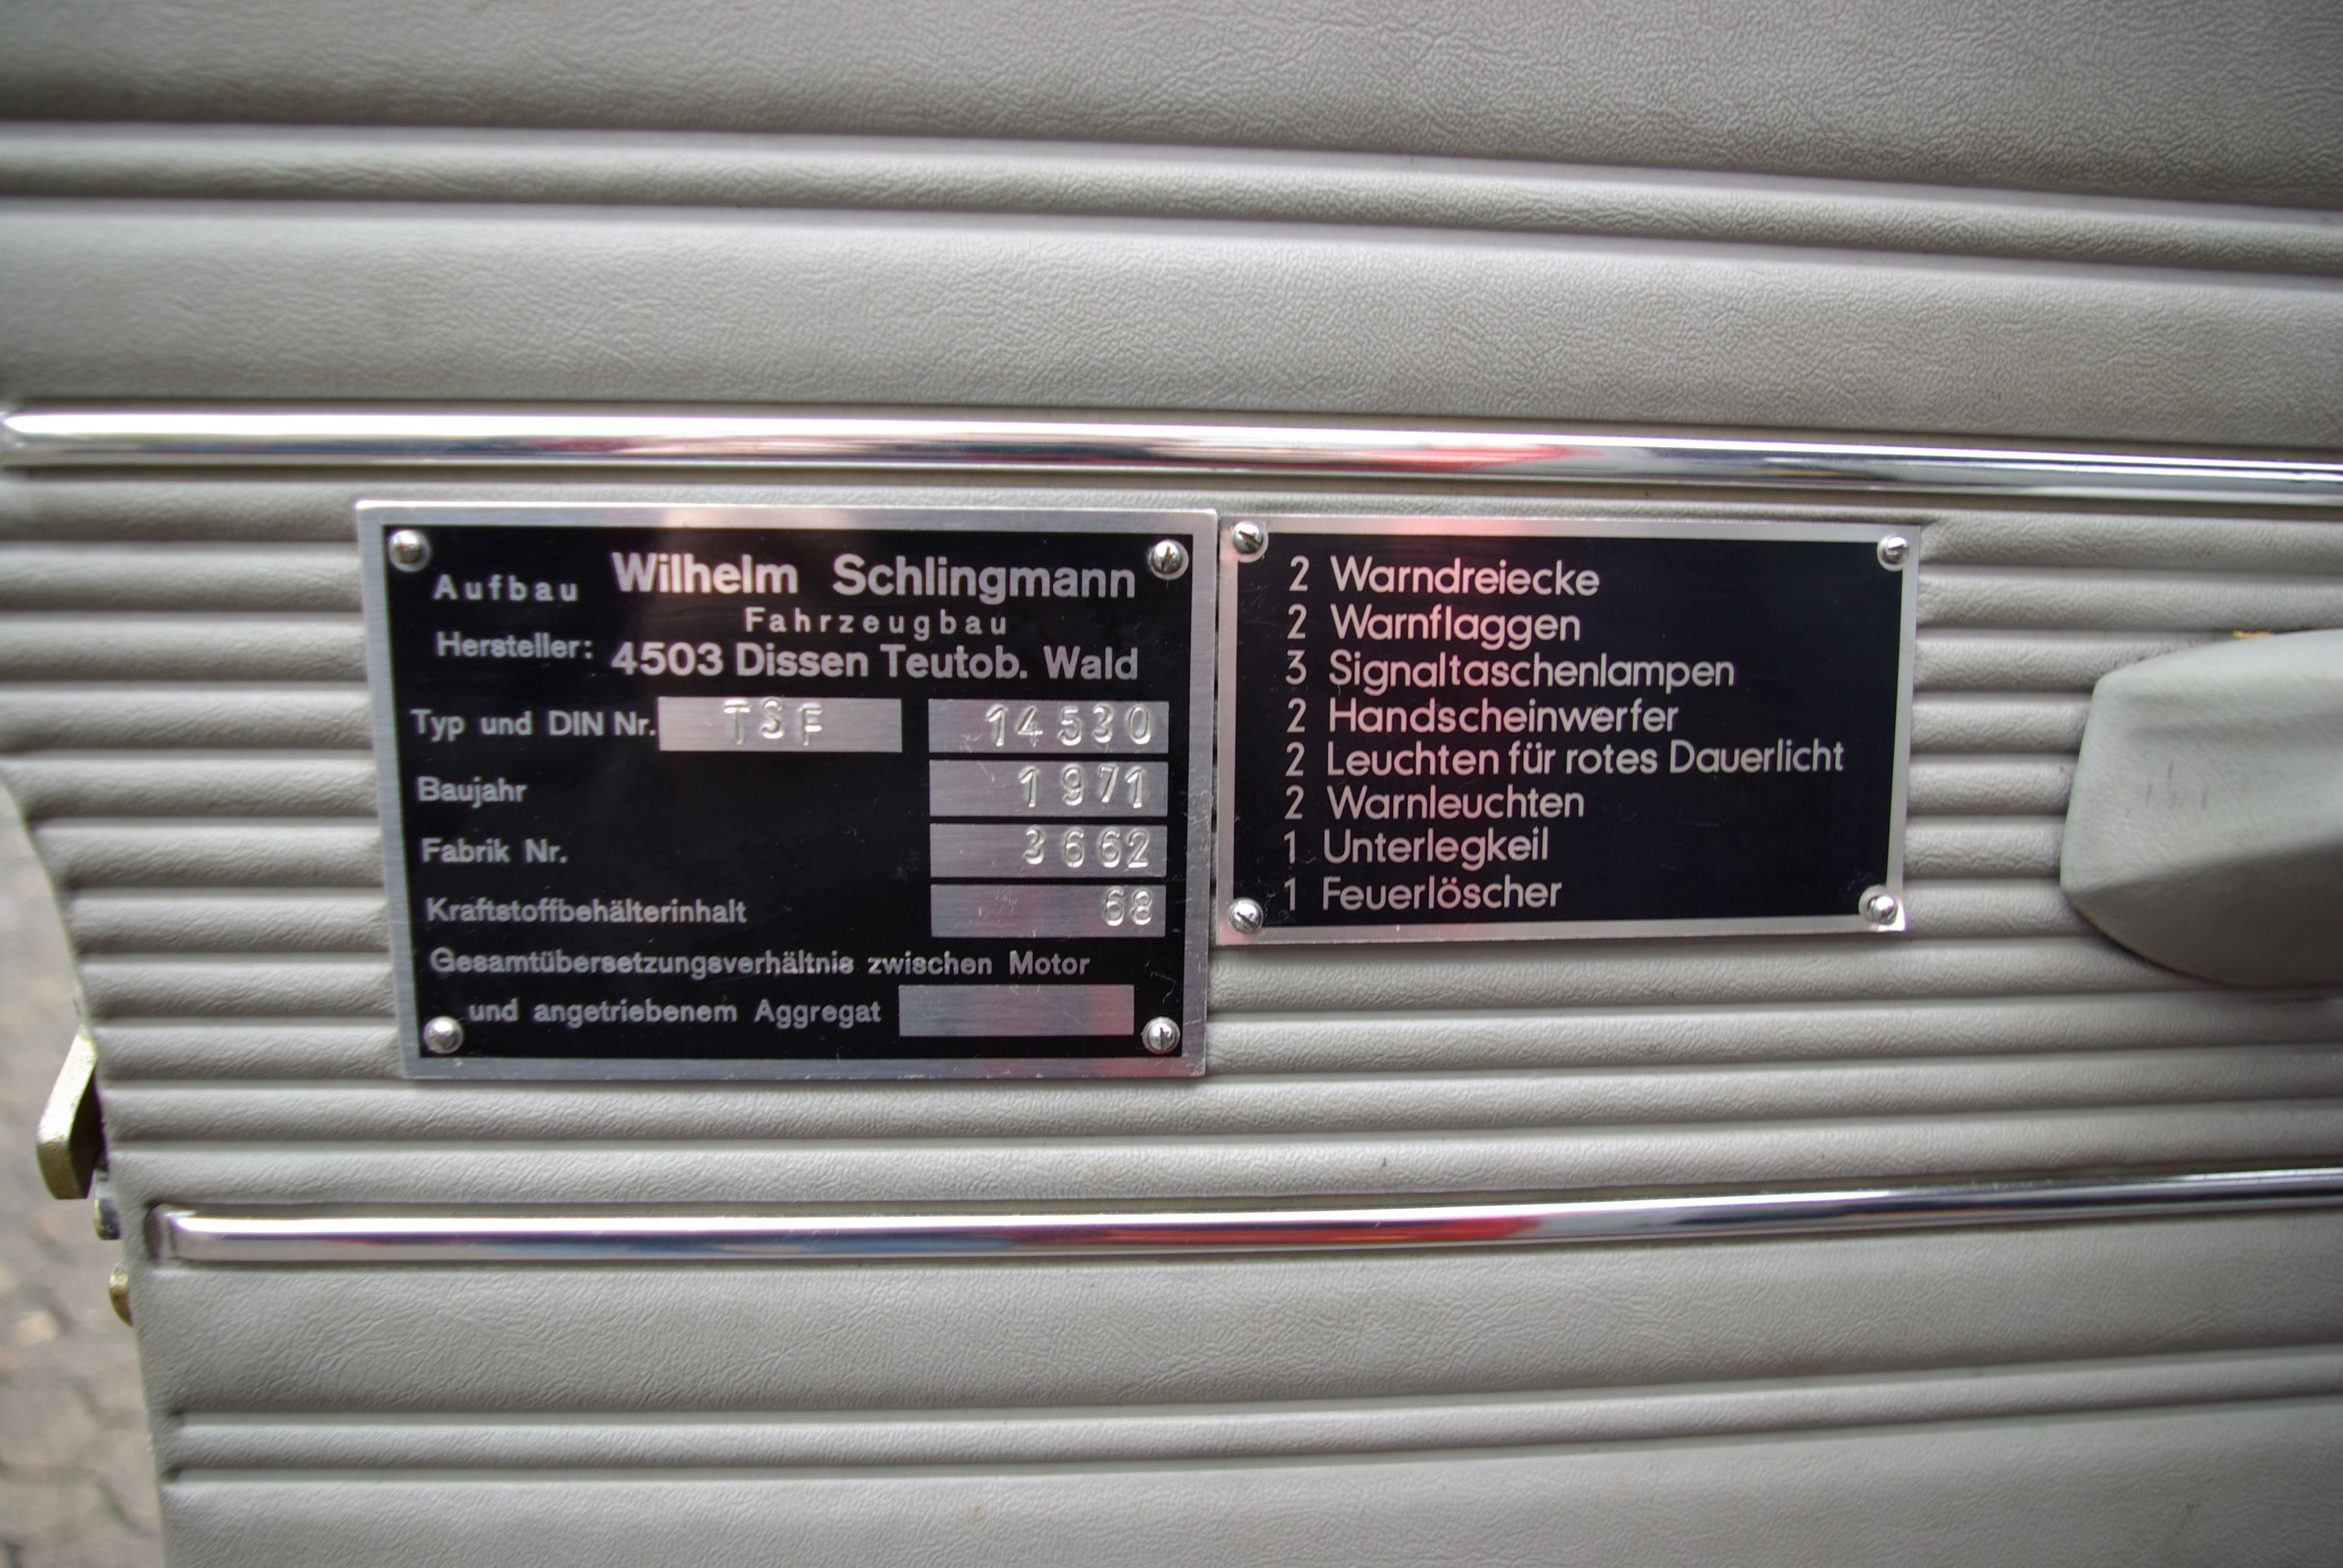 Aufbau Wilhelm Schlingmann
Fahrzeugbau
Hersteller: 4503 Dissen Teutob. Wald
Typ und DIN Nr. TSF 14530
Baujahr 1971
Fabrik Nr. 3662
Kraftstoffbehälterinhalt 68
Gesamtübersetzungsverhältnis zwischen Motor
und angetriebenem Aggregat
2 Warndreiecke
2 Warnflaggen
3 Signaltaschenlampen
2 Handscheinwerfer
2 Leuchten für rotes Dauerlicht
2 Warnleuchten
1 Unterlegkeil
1 Feuerlöscher